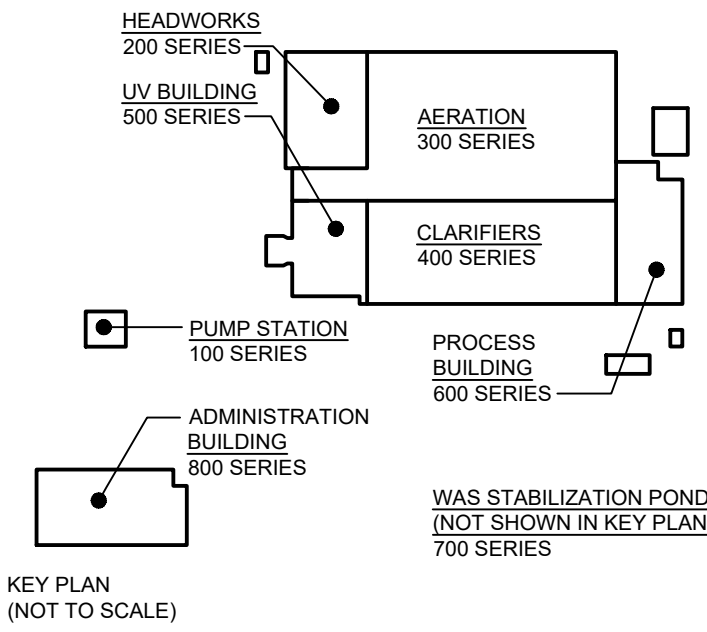 HEADWORKS
200 SERIES
UV BUILDING
500 SERIES
AERATION
300 SERIES
CLARIFIERS
400 SERIES
PUMP STATION
100 SERIES
PROCESS
BUILDING
600 SERIES
ADMINISTRATION
BUILDING
800 SERIES
WAS STABILIZATION POND
(NOT SHOWN IN KEY PLAN
700 SERIES
KEY PLAN
(NOT TO SCALE)